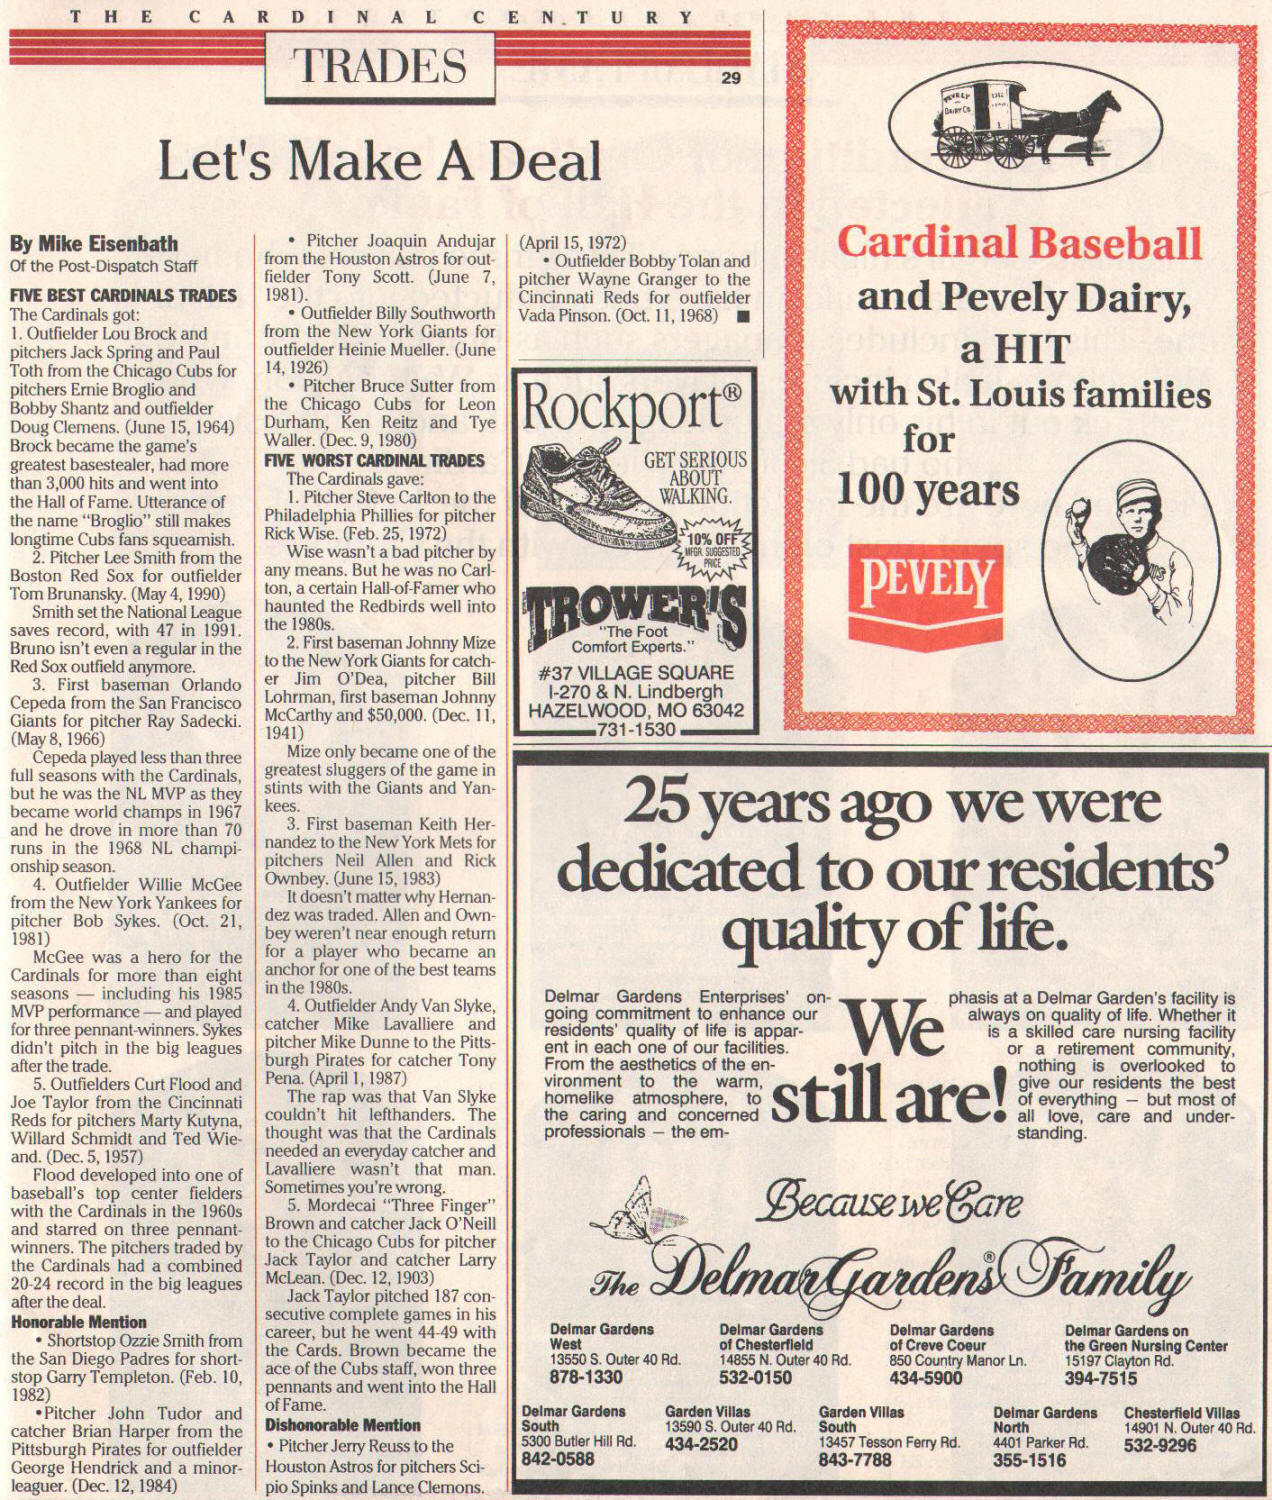 THE CARDINAL CENTURY
TRADES
29
Let's Make A Deal
By Mike Eisenbath
Of the Post-Dispatch Staff
FIVE BEST CARDINALS TRADES
The Cardinals got:
1. Outfielder Lou Brock and
pitchers Jack Spring and Paul
Toth from the Chicago Cubs for
pitchers Ernie Broglio and
Bobby Shantz and outfielder
Doug Clemens. (June 15, 1964)
Brock became the game's
greatest basestealer, had more
than 3,000 hits and went into
the Hall of Fame. Utterance of
the name "Broglio" still makes
longtime Cubs fans squeamish.
2. Pitcher Lee Smith from the
Boston Red Sox for outfielder
Tom Brunansky. (May 4, 1990)
Smith set the National League
saves record, with 47 in 1991.
Bruno isn't even a regular in the
Red Sox outfield anymore.
3. First baseman Orlando
Cepeda from the San Francisco
Giants for pitcher Ray Sadecki.
(May 8, 1966)
Cepeda played less than three
full seasons with the Cardinals,
but he was the NL MVP as they
became world champs in 1967
and he drove in more than 70
runs in the 1968 NL champi-
onship season.
4. Outfielder Willie McGee
from the New York Yankees for
pitcher Bob Sykes. (Oct. 21,
1981)
McGee was a hero for the
Cardinals for more than eight
seasons — including his 1985
MVP performance — and played
for three pennant-winners. Sykes
didn't pitch in the big leagues
after the trade.
5. Outfielders Curt Flood and
Joe Taylor from the Cincinnati
Reds for pitchers Marty Kutyna,
Willard Schmidt and Ted Wie-
and. (Dec. 5, 1957)
Flood developed into one of
baseball's top center fielders
with the Cardinals in the 1960s
and starred on three pennant-
winners. The pitchers traded by
the Cardinals had a combined
20-24 record in the big leagues
after the deal.
Honorable Mention
• Shortstop Ozzie Smith from
the San Diego Padres for short-
stop Garry Templeton. (Feb. 10,
1982)
•Pitcher John Tudor and
catcher Brian Harper from the
Pittsburgh Pirates for outfielder
George Hendrick and a minor-
leaguer. (Dec. 12, 1984)
• Pitcher Joaquin Andujar
from the Houston Astros for out-
fielder Tony Scott. (June 7,
1981).
• Outfielder Billy Southworth
from the New York Giants for
outfielder Heinie Mueller. (June
14, 1926)
• Pitcher Bruce Sutter from
the Chicago Cubs for Leon
Durham, Ken Reitz and Tye
Waller. (Dec. 9, 1980)
FIVE WORST CARDINAL TRADES
The Cardinals gave:
1. Pitcher Steve Carlton to the
Philadelphia Phillies for pitcher
Rick Wise. (Feb. 25, 1972)
Wise wasn't a bad pitcher by
any means. But he was no Carl-
ton, a certain Hall-of-Famer who
haunted the Redbirds well into
the 1980s.
2. First baseman Johnny Mize
to the New York Giants for catch-
er Jim O'Dea, pitcher Bill
Lohrman, first baseman Johnny
McCarthy and $50,000. (Dec. 11,
1941)
Mize only became one of the
greatest sluggers of the game in
stints with the Giants and Yan-
kees.
3. First baseman Keith Her-
nandez to the New York Mets for
pitchers Neil Allen and Rick
Ownbey. (June 15, 1983)
It doesn't matter why Hernan-
dez was traded. Allen and Own-
bey weren't near enough return
for a player who became an
anchor for one of the best teams
in the 1980s.
4. Outfielder Andy Van Slyke,
catcher Mike Lavalliere and
pitcher Mike Dunne to the Pitts-
burgh Pirates for catcher Tony
Pena. (April 1, 1987)
The rap was that Van Slyke
couldn't hit lefthanders. The
thought was that the Cardinals
needed an everyday catcher and
Lavalliere wasn't that man.
Sometimes you're wrong.
5. Mordecai "Three Finger"
Brown and catcher Jack O'Neill
to the Chicago Cubs for pitcher
Jack Taylor and catcher Larry
McLean. (Dec. 12, 1903)
Jack Taylor pitched 187 con-
secutive complete games in his
career, but he went 44-49 with
the Cards. Brown became the
ace of the Cubs staff, won three
pennants and went into the Hall
of Fame.
Dishonorable Mention
• Pitcher Jerry Reuss to the
Houston Astros for pitchers Sci-
pio Spinks and Lance Clemons.
(April 15, 1972)
• Outfielder Bobby Tolan and
pitcher Wayne Granger to the
Cincinnati Reds for outfielder
Vada Pinson. (Oct. 11, 1968) ■
Rockport®
GET SERIOUS
ABOUT
WALKING.
10% OFF
MFGR. SUGGESTED
PRICE
TROWER'S
"The Foot
Comfort Experts."
#37 VILLAGE SQUARE
I-270 & N. Lindbergh
HAZELWOOD, MO 63042
731-1530
PEVELY
DAIRY CO
Cardinal Baseball
and Pevely Dairy,
a HIT
with St. Louis families
for
100 years
PEVELY
25 years ago we were
dedicated to our residents'
quality of life.
We
still are!
Delmar Gardens Enterprises' on-
going commitment to enhance our
residents' quality of life is appar-
ent in each one of our facilities.
From the aesthetics of the en-
vironment to the warm,
homelike atmosphere, to
the caring and concerned
professionals — the em-
phasis at a Delmar Garden's facility is
always on quality of life. Whether it
is a skilled care nursing facility
or a retirement community,
nothing is overlooked to
give our residents the best
of everything — but most of
all love, care and under-
standing.
Because we Care
The Delmar Gardens® Family
Delmar Gardens
West
13550 S. Outer 40 Rd.
878-1330
Delmar Gardens
of Chesterfield
14855 N. Outer 40 Rd.
532-0150
Delmar Gardens
of Creve Coeur
850 Country Manor Ln.
434-5900
Delmar Gardens on
the Green Nursing Center
15197 Clayton Rd.
394-7515
Delmar Gardens
South
5300 Butler Hill Rd.
842-0588
Garden Villas
13590 S. Outer 40 Rd.
434-2520
Garden Villas
South
13457 Tesson Ferry Rd.
843-7788
Delmar Gardens
North
4401 Parker Rd.
355-1516
Chesterfield Villas
14901 N. Outer 40 Rd.
532-9296